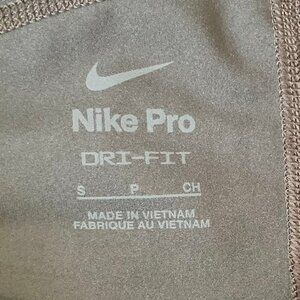 Nike Pro
DRI-FIT
S P CH
MADE IN VIETNAM
FABRIQUE AU VIETNAM